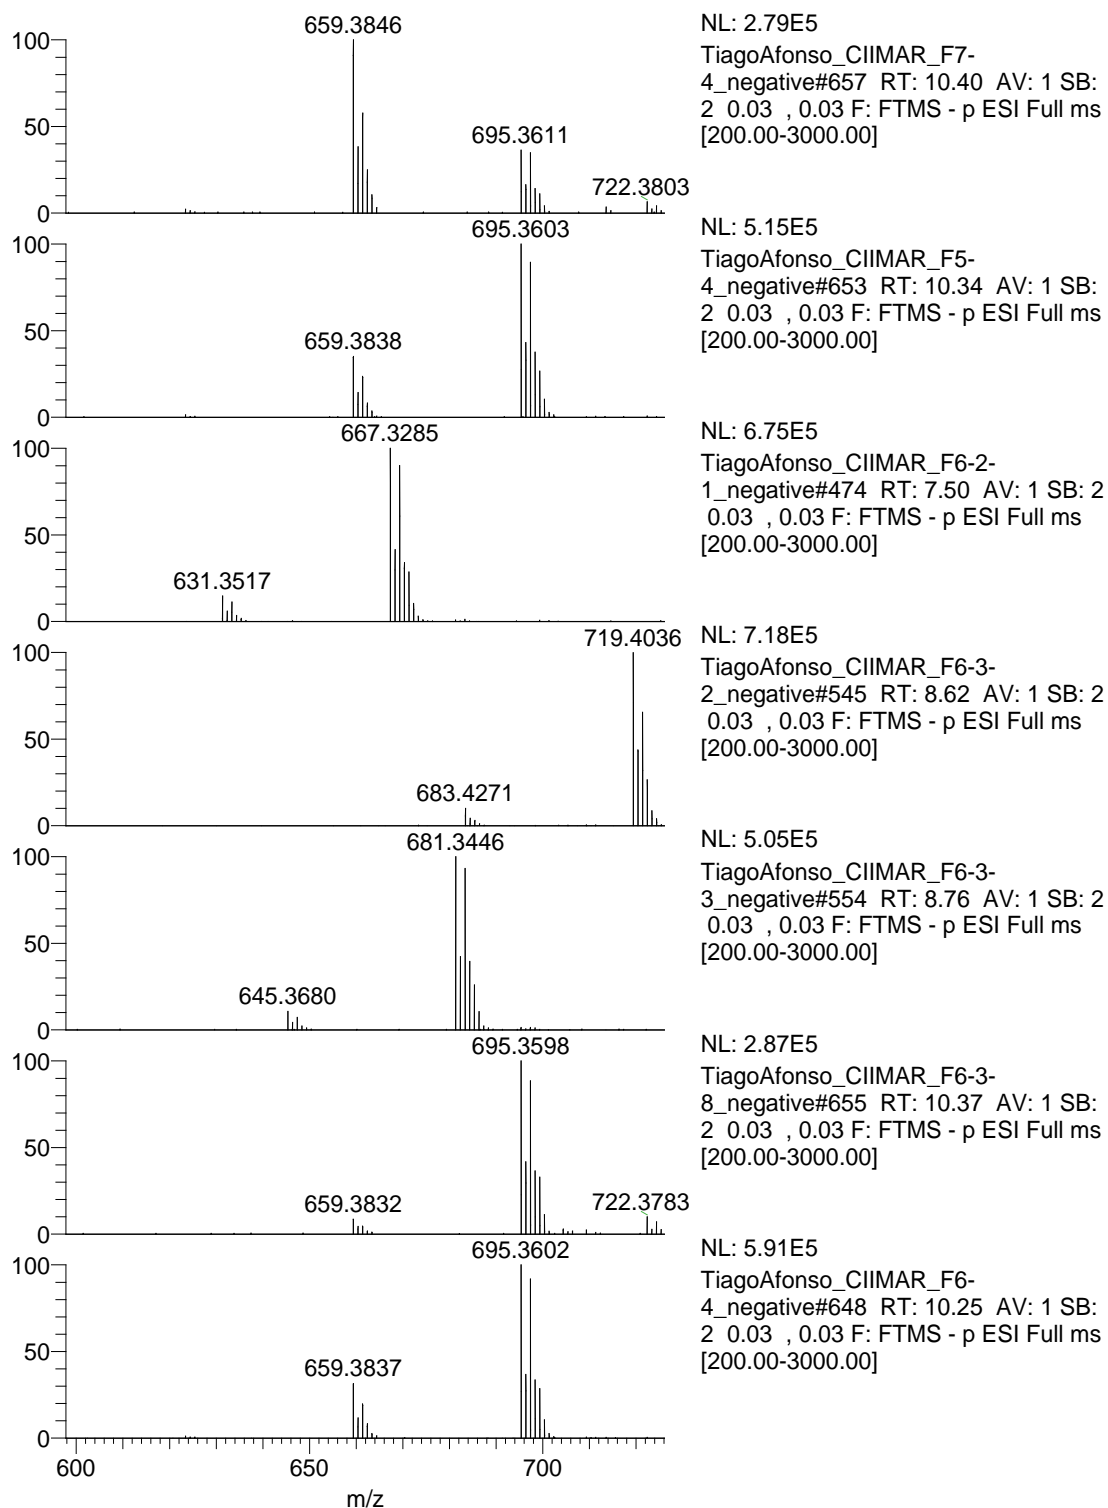 659.3846
100
50
0
695.3611
722.3803
NL: 2.79E5
TiagoAfonso_CIIMAR_F7-
4_negative#657 RT: 10.40 AV: 1 SB:
2 0.03 , 0.03 F: FTMS - p ESI Full ms
[200.00-3000.00]
695.3603
100
50
0
659.3838
NL: 5.15E5
TiagoAfonso_CIIMAR_F5-
4_negative#653 RT: 10.34 AV: 1 SB:
2 0.03 , 0.03 F: FTMS - p ESI Full ms
[200.00-3000.00]
667.3285
100
50
0
631.3517
NL: 6.75E5
TiagoAfonso_CIIMAR_F6-2-
1_negative#474 RT: 7.50 AV: 1 SB: 2
0.03 , 0.03 F: FTMS - p ESI Full ms
[200.00-3000.00]
719.4036
100
50
0
683.4271
NL: 7.18E5
TiagoAfonso_CIIMAR_F6-3-
2_negative#545 RT: 8.62 AV: 1 SB: 2
0.03 , 0.03 F: FTMS - p ESI Full ms
[200.00-3000.00]
681.3446
100
50
0
645.3680
NL: 5.05E5
TiagoAfonso_CIIMAR_F6-3-
3_negative#554 RT: 8.76 AV: 1 SB: 2
0.03 , 0.03 F: FTMS - p ESI Full ms
[200.00-3000.00]
695.3598
100
50
0
659.3832
722.3783
NL: 2.87E5
TiagoAfonso_CIIMAR_F6-3-
8_negative#655 RT: 10.37 AV: 1 SB:
2 0.03 , 0.03 F: FTMS - p ESI Full ms
[200.00-3000.00]
695.3602
100
50
0
659.3837
NL: 5.91E5
TiagoAfonso_CIIMAR_F6-
4_negative#648 RT: 10.25 AV: 1 SB:
2 0.03 , 0.03 F: FTMS - p ESI Full ms
[200.00-3000.00]
600 650 700
m/z